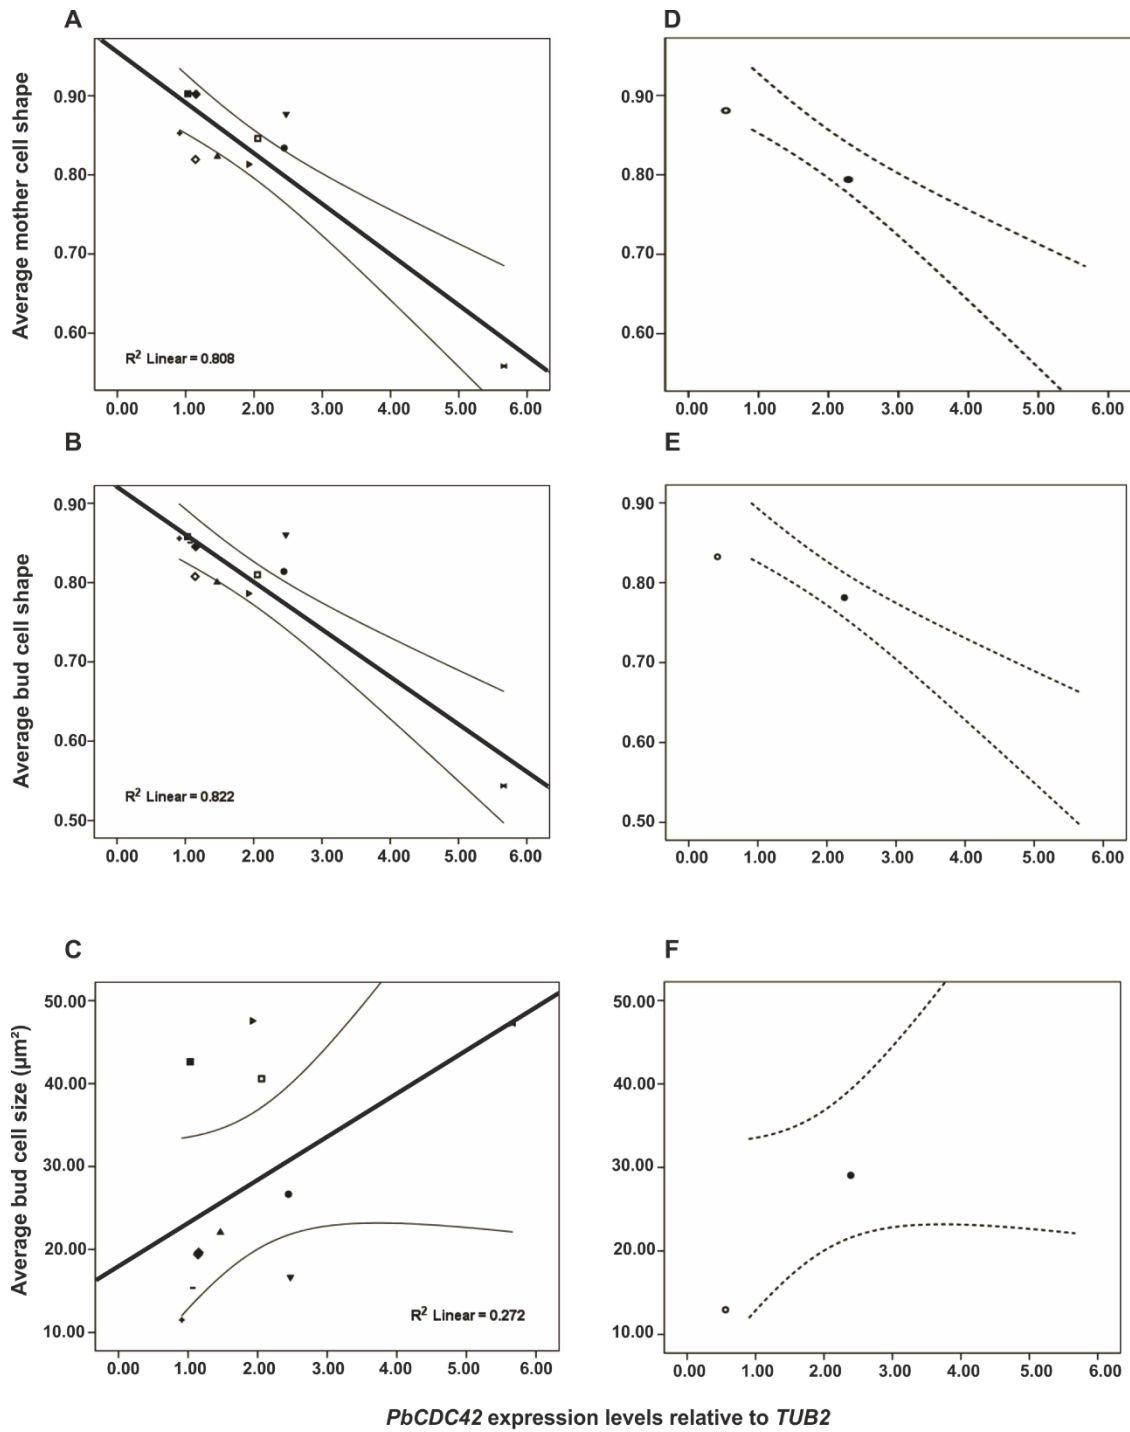 A
Average mother cell shape
0.90
0.80
0.70
0.60
R² Linear = 0.808
0.00 1.00 2.00 3.00 4.00 5.00 6.00
D
0.90
0.80
0.70
0.60
0.00 1.00 2.00 3.00 4.00 5.00 6.00
B
Average bud cell shape
0.90
0.80
0.70
0.60
0.50
R² Linear = 0.822
0.00 1.00 2.00 3.00 4.00 5.00 6.00
E
0.90
0.80
0.70
0.60
0.50
0.00 1.00 2.00 3.00 4.00 5.00 6.00
C
Average bud cell size (µm²)
50.00
40.00
30.00
20.00
10.00
R² Linear = 0.272
0.00 1.00 2.00 3.00 4.00 5.00 6.00
F
50.00
40.00
30.00
20.00
10.00
0.00 1.00 2.00 3.00 4.00 5.00 6.00
PbCDC42 expression levels relative to TUB2